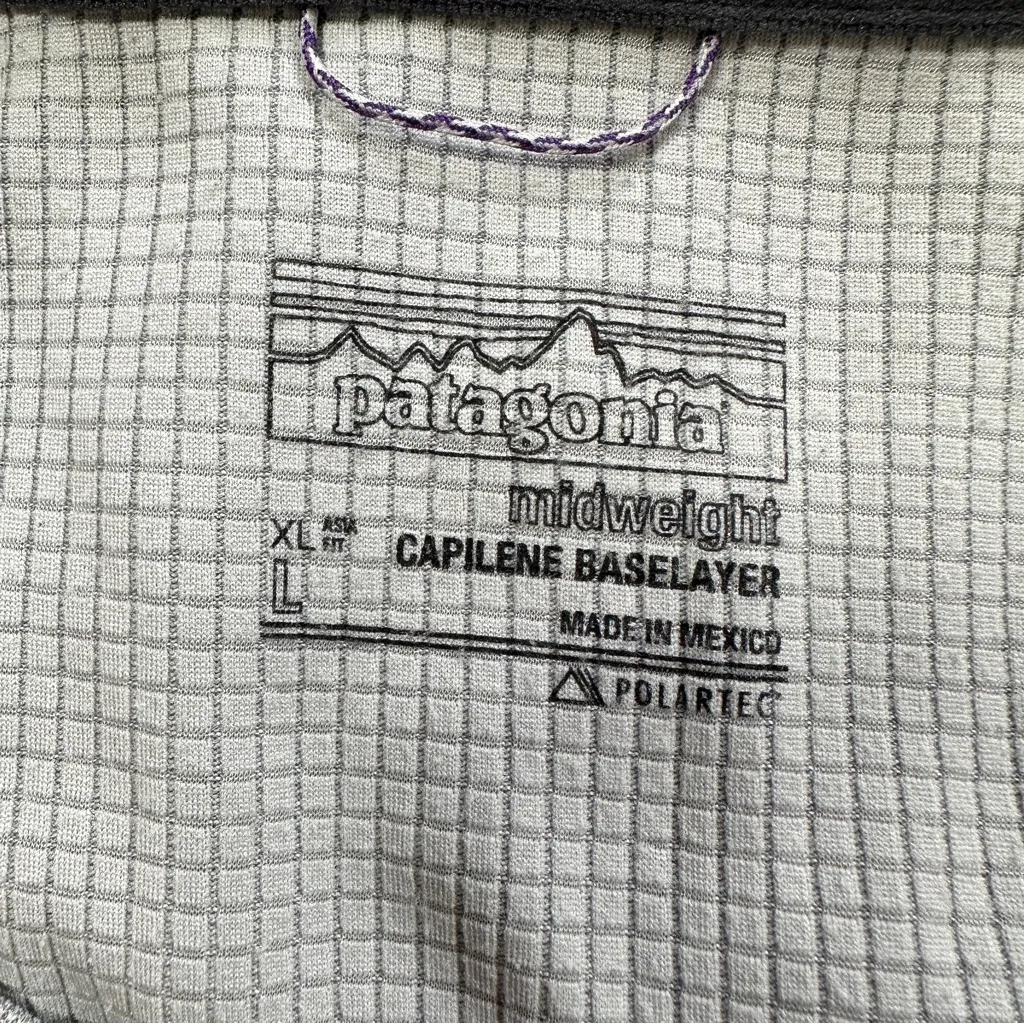 patagonia®
midweight
XL ASIA FIT
CAPILENE BASELAYER
L
MADE IN MEXICO
POLARTEC